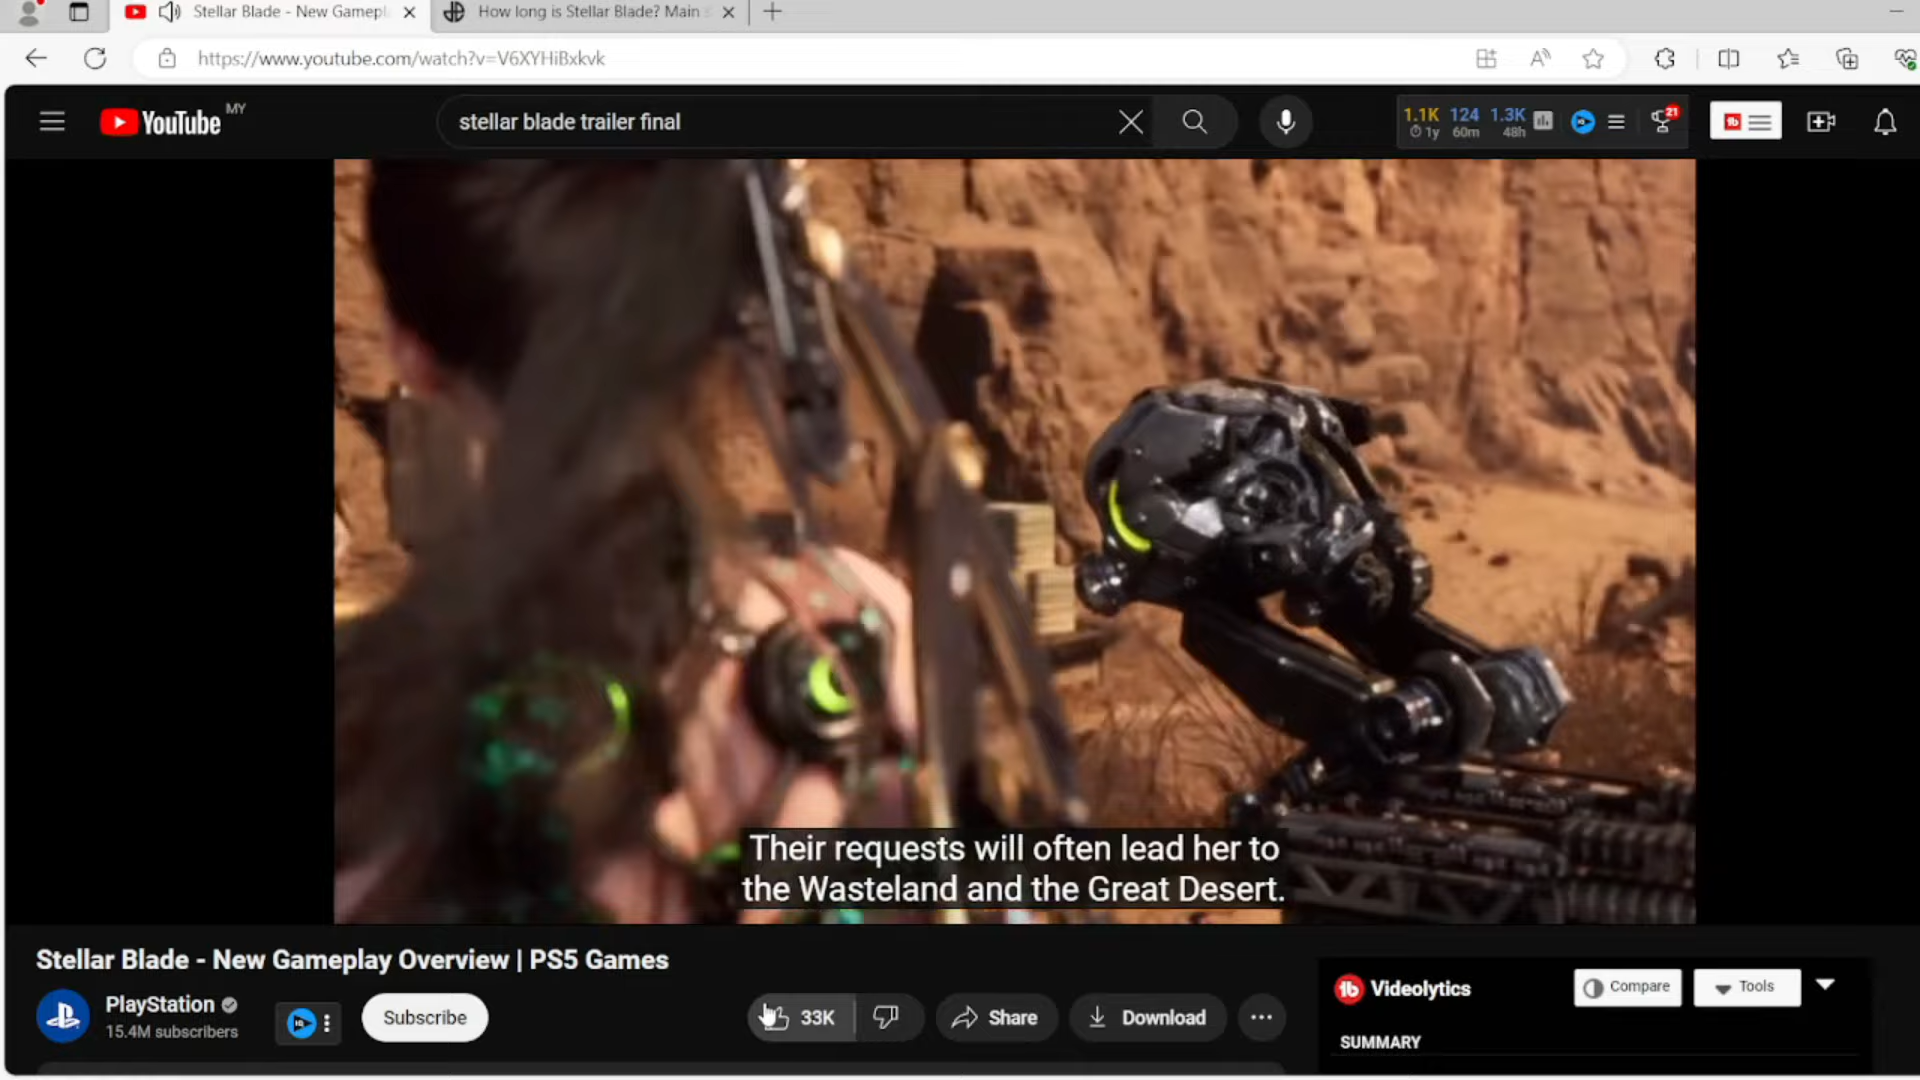 Stellar Blade - New Gamepl
How long is Stellar Blade? Main
https://www.youtube.com/watch?v=V6XYHiBxkvk
YouTube MY
stellar blade trailer final
1.1K 124 1.3K
1y 60m 48h
21
Their requests will often lead her to
the Wasteland and the Great Desert.
Stellar Blade - New Gameplay Overview | PS5 Games
PlayStation
15.4M subscribers
Subscribe
33K
Share
Download
Videolytics
Compare
Tools
SUMMARY